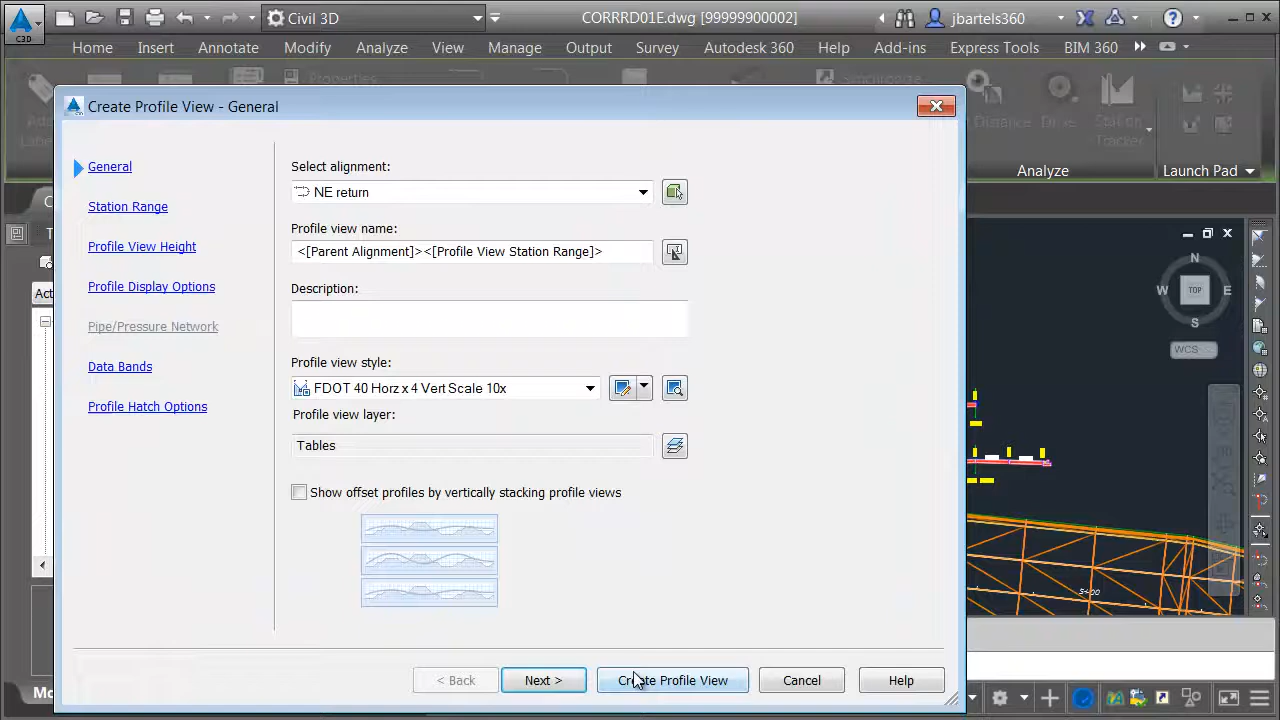 Civil 3D
CORRRD01E.dwg [99999900002]
jbartels360
C3D
Home Insert Annotate Modify Analyze View Manage Output Survey Autodesk 360 Help Add-ins Express Tools BIM 360
Properties
Create Profile View - General
Analyze
Launch Pad
General
Station Range
Profile View Height
Profile Display Options
Pipe/Pressure Network
Data Bands
Profile Hatch Options
Select alignment:
NE return
Profile view name:
<[Parent Alignment]><[Profile View Station Range]>
Description:
Profile view style:
FDOT 40 Horz x 4 Vert Scale 10x
Profile view layer:
Tables
Show offset profiles by vertically stacking profile views
< Back
Next >
Create Profile View
Cancel
Help
N
W
TOP
E
S
WCS